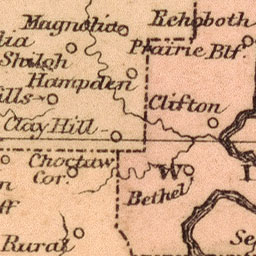 Magnolia
Rehoboth
lia
Prairie Blf.
Shiloh
Hampden
ills
Clifton
Clay Hill
Choctaw
Cor.
W
I
n
Bethel
ff
Rural
Se